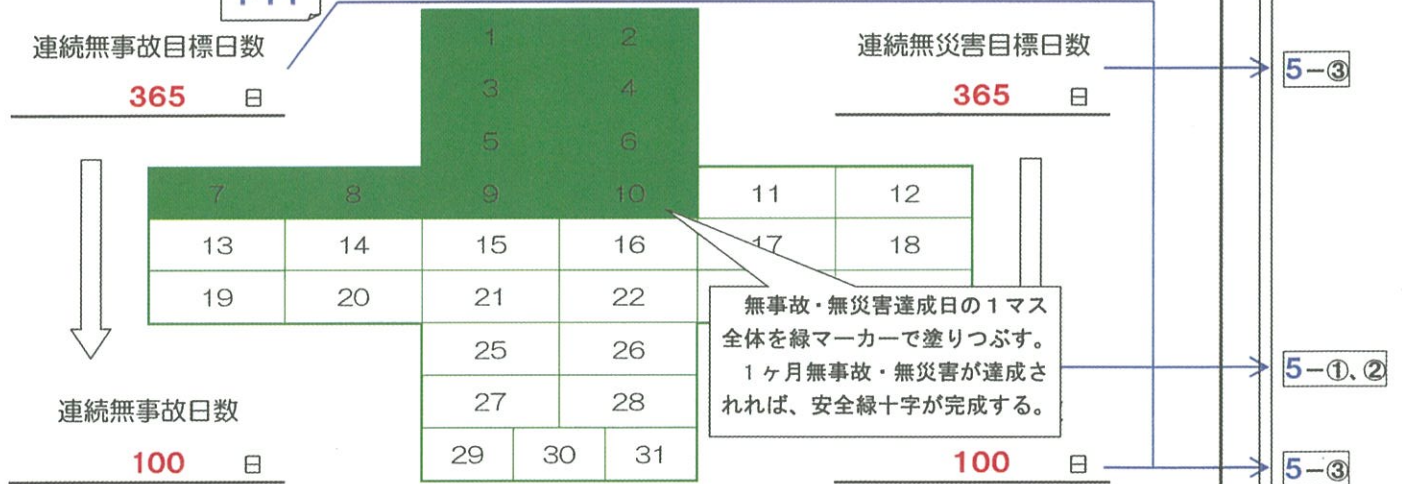 連続無事故目標日数
365 日
連続無災害目標日数
365 日
5-③
1 2
3 4
5 6
7 8 9 10 11 12
13 14 15 16 17 18
19 20 21 22
25 26
27 28
29 30 31
無事故・無災害達成日の1マス
全体を緑マーカーで塗りつぶす。
1ヶ月無事故・無災害が達成さ
れれば、安全緑十字が完成する。
5-①、②
連続無事故日数
100 日
100 日
5-③